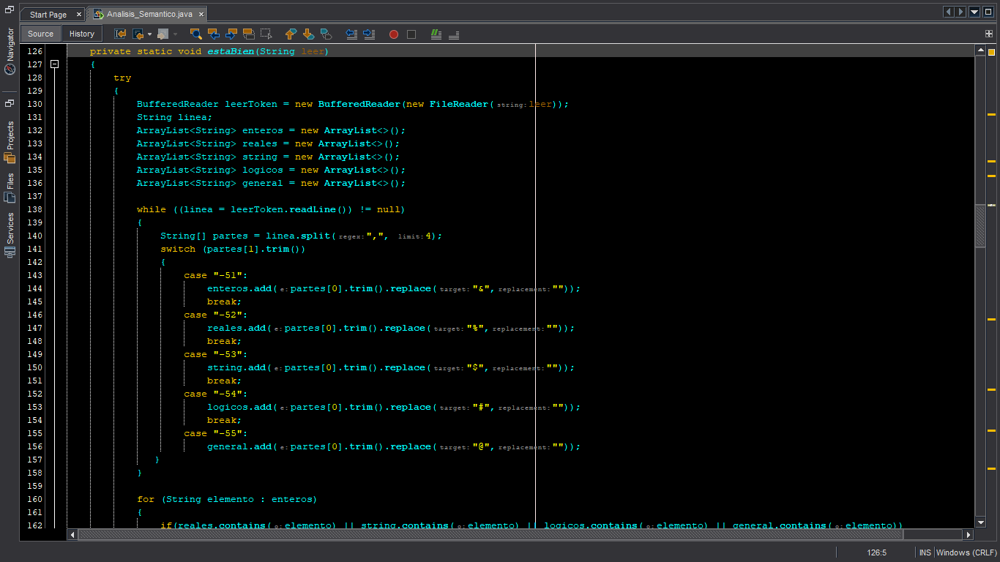 Start Page × Analisis_Semantico.java ×
Source History
Navigator
Projects
Files
Services
126 private static void estaBien(String leer)
127 {
128 try
129 {
130 BufferedReader leerToken = new BufferedReader(new FileReader(string:leer));
131 String linea;
132 ArrayList<String> enteros = new ArrayList<>();
133 ArrayList<String> reales = new ArrayList<>();
134 ArrayList<String> string = new ArrayList<>();
135 ArrayList<String> logicos = new ArrayList<>();
136 ArrayList<String> general = new ArrayList<>();
137
138 while ((linea = leerToken.readLine()) != null)
139 {
140 String[] partes = linea.split(regex:",", limit:4);
141 switch (partes[1].trim())
142 {
143 case "-51":
144 enteros.add(e:partes[0].trim().replace(target:"&",replacement:""));
145 break;
146 case "-52":
147 reales.add(e:partes[0].trim().replace(target:"%",replacement:""));
148 break;
149 case "-53":
150 string.add(e:partes[0].trim().replace(target:"$",replacement:""));
151 break;
152 case "-54":
153 logicos.add(e:partes[0].trim().replace(target:"#",replacement:""));
154 break;
155 case "-55":
156 general.add(e:partes[0].trim().replace(target:"@",replacement:""));
157 }
158 }
159
160 for (String elemento : enteros)
161 {
162 if(reales.contains(o:elemento) || string.contains(o:elemento) || logicos.contains(o:elemento) || general.contains(o:elemento))
126:5 INS Windows (CRLF)